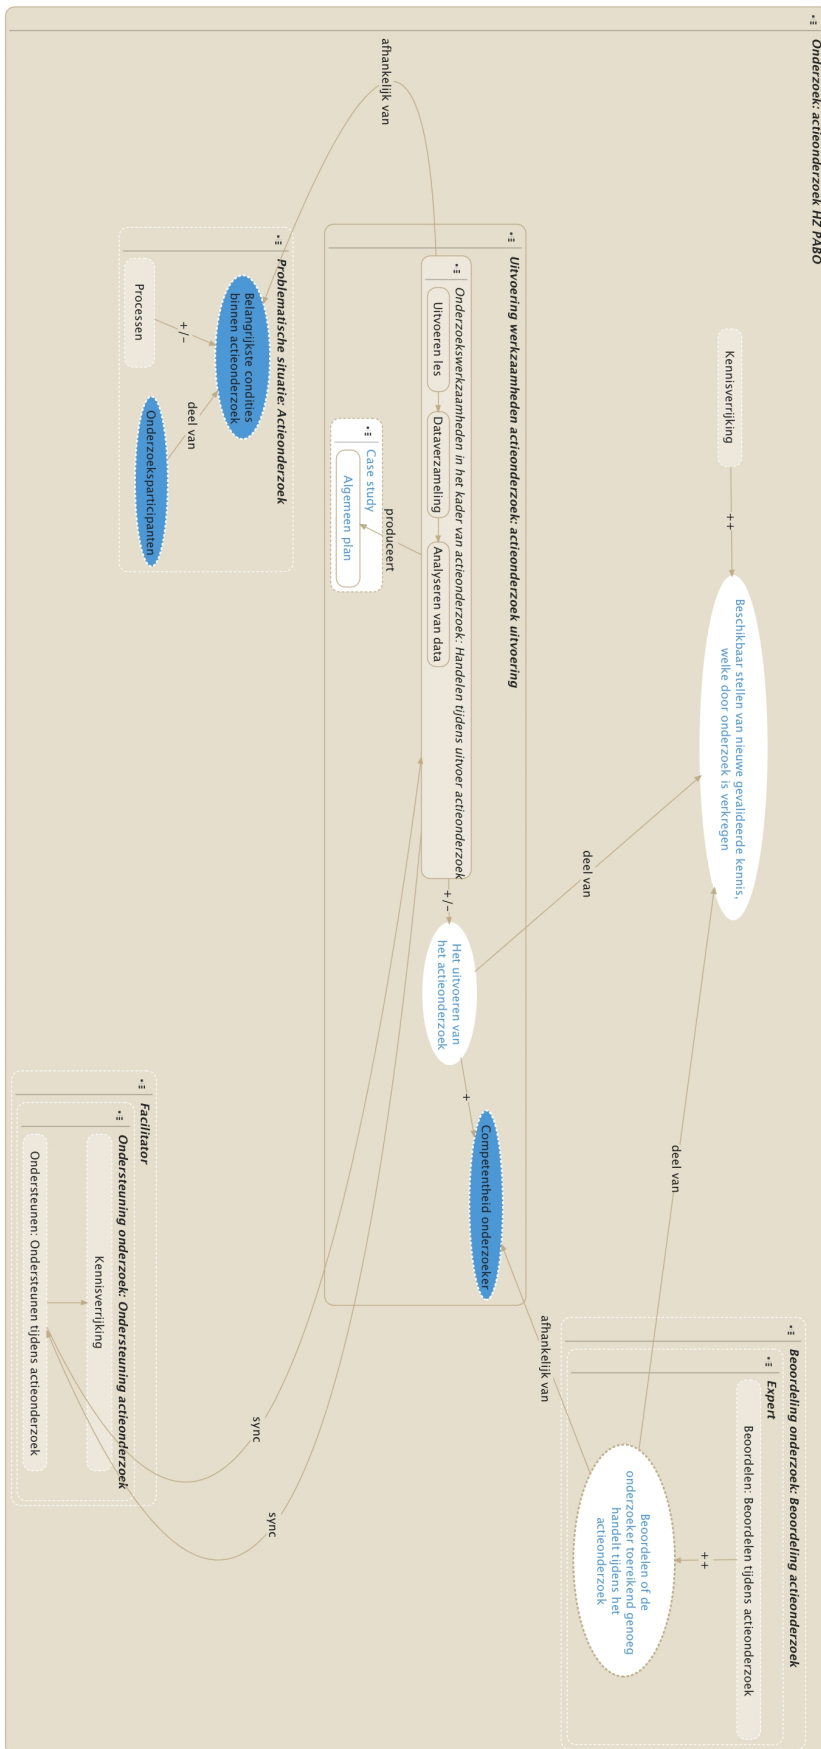 Onderzoek: actieonderzoek HZ PABO
Kennisverrijking
++
Beschikbaar stellen van nieuwe gevalideerde kennis,
welke door onderzoek is verkregen
deel van
deel van
Beoordeling onderzoek: Beoordeling actieonderzoek
Expert
Beoordelen: Beoordelen tijdens actieonderzoek
++
Beoordelen of de
onderzoeker toereikend genoeg
handelt tijdens het
actieonderzoek
afhankelijk van
Uitvoering werkzaamheden actieonderzoek: actieonderzoek uitvoering
Onderzoekswerkzaamheden in het kader van actieonderzoek: Handelen tijdens uitvoer actieonderzoek
Uitvoeren les
Dataverzameling
Analyseren van data
+/-
Het uitvoeren van
het actieonderzoek
+
Competentheid onderzoeker
produceert
Case study
Algemeen plan
afhankelijk van
Problematische situatie: Actieonderzoek
Belangrijkste condities
binnen actieonderzoek
+/-
deel van
Processen
Onderzoeksparticipanten
sync
sync
Facilitator
Ondersteuning onderzoek: Ondersteuning actieonderzoek
Kennisverrijking
Ondersteunen: Ondersteunen tijdens actieonderzoek